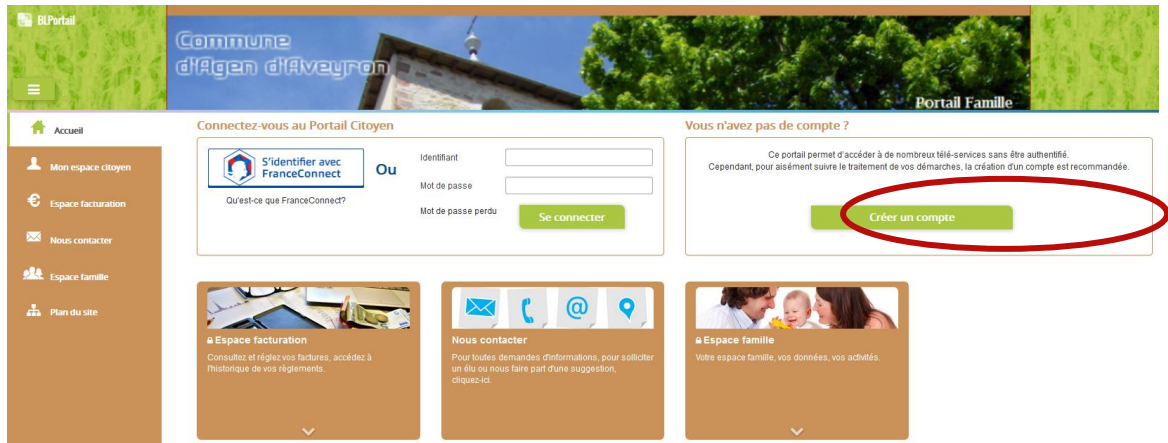 BLPortail
Commune
d'Agen d'Aveyron
Portail Famille
Accueil
Mon espace citoyen
Espace facturation
Nous contacter
Espace famille
Plan du site
Connectez-vous au Portail Citoyen
S'identifier avec
FranceConnect
Qu'est-ce que FranceConnect?
Ou
Identifiant
Mot de passe
Mot de passe perdu
Se connecter
Vous n'avez pas de compte ?
Ce portail permet d'accéder à de nombreux télé-services sans être authentifié.
Cependant, pour aisément suivre le traitement de vos démarches, la création d'un compte est recommandée.
Créer un compte
Espace facturation
Consultez et réglez vos factures, accédez à
l'historique de vos règlements.
Nous contacter
Pour toutes demandes d'informations, pour solliciter
un élu ou nous faire part d'une suggestion,
cliquez-ici.
Espace famille
Votre espace famille, vos données, vos activités.